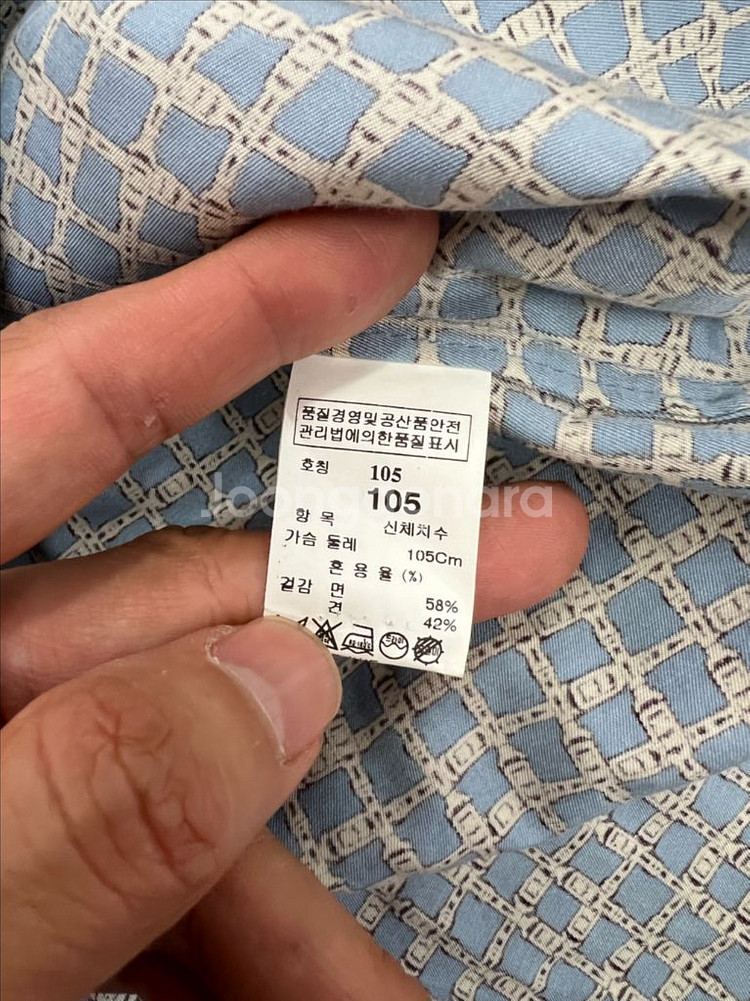 품질경영및공산품안전
관리법에의한품질표시
호칭 105
105
항목 신체치수
가슴둘레 105Cm
혼용율(%)
겉감 면 58%
견 42%
Joongonara